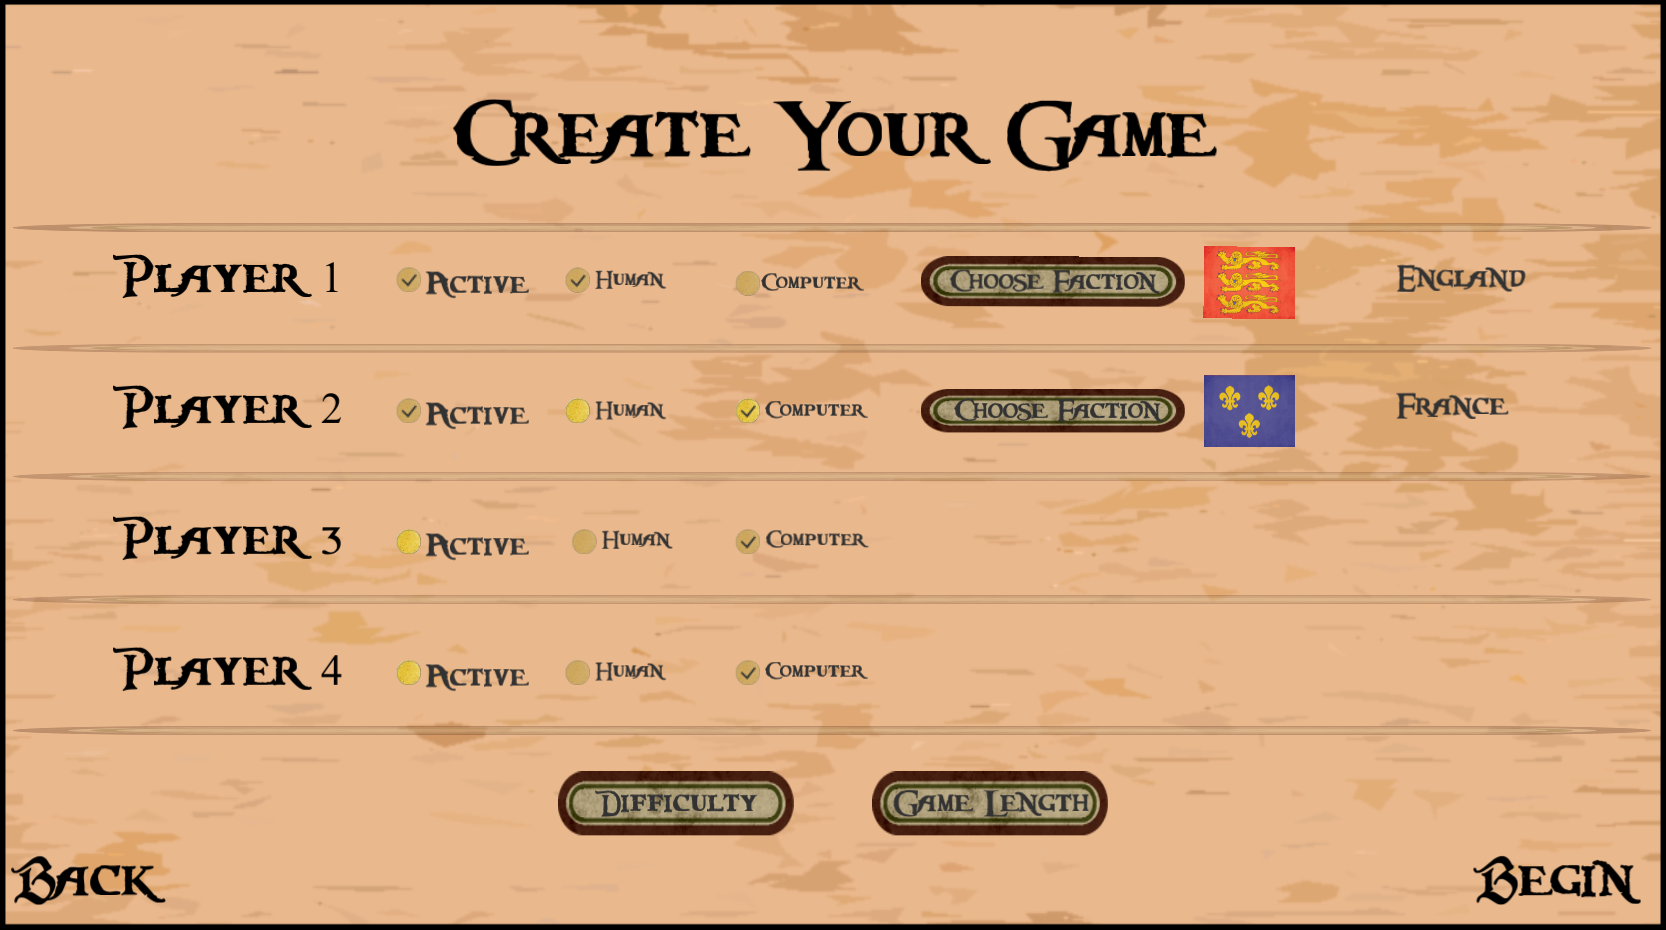 Create Your Game
Player 1 Active Human Computer Choose Faction England
Player 2 Active Human Computer Choose Faction France
Player 3 Active Human Computer
Player 4 Active Human Computer
Difficulty Game Length
Back Begin